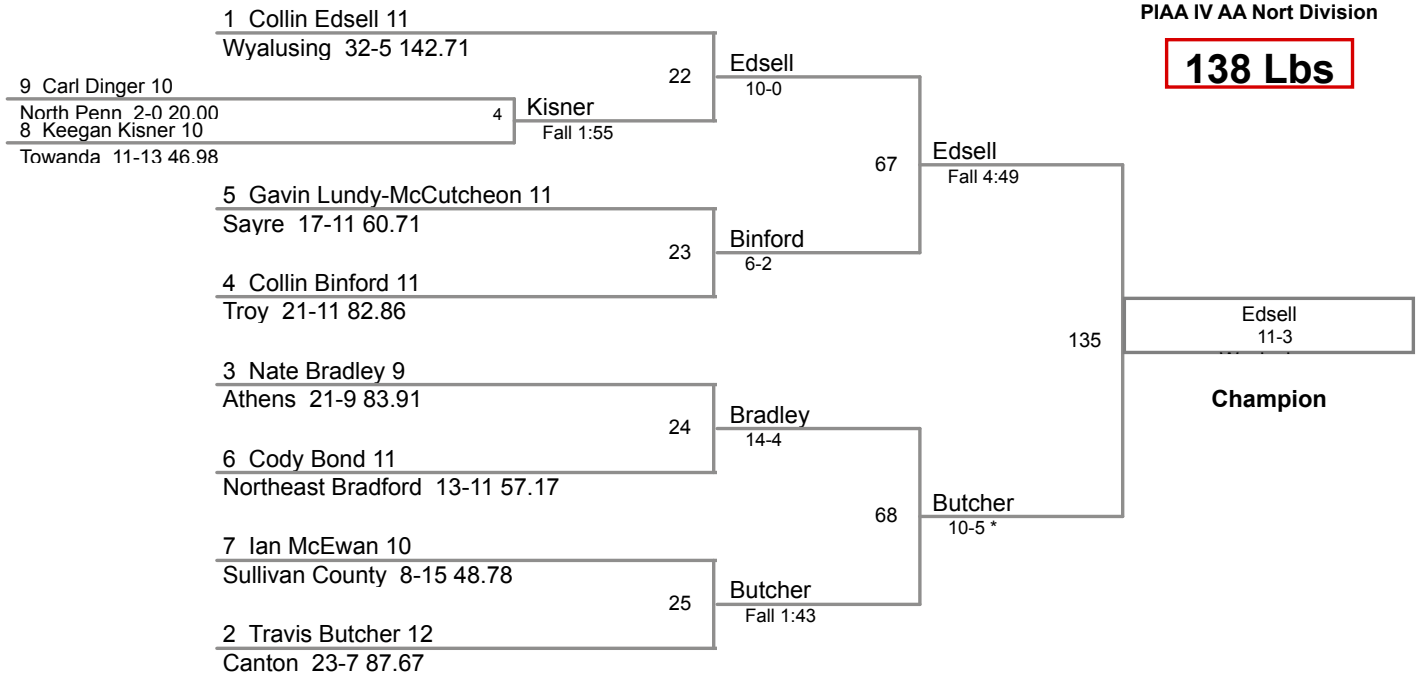 PIAA IV AA Nort Division
138 Lbs
1 Collin Edsell 11
Wyalusing 32-5 142.71
9 Carl Dinger 10
North Penn 2-0 20.00
8 Keegan Kisner 10
Towanda 11-13 46.98
4
Kisner
Fall 1:55
22
Edsell
10-0
5 Gavin Lundy-McCutcheon 11
Sayre 17-11 60.71
23
Binford
6-2
4 Collin Binford 11
Troy 21-11 82.86
67
Edsell
Fall 4:49
3 Nate Bradley 9
Athens 21-9 83.91
24
Bradley
14-4
6 Cody Bond 11
Northeast Bradford 13-11 57.17
68
Butcher
10-5 *
7 Ian McEwan 10
Sullivan County 8-15 48.78
25
Butcher
Fall 1:43
2 Travis Butcher 12
Canton 23-7 87.67
135
Edsell
11-3
Champion